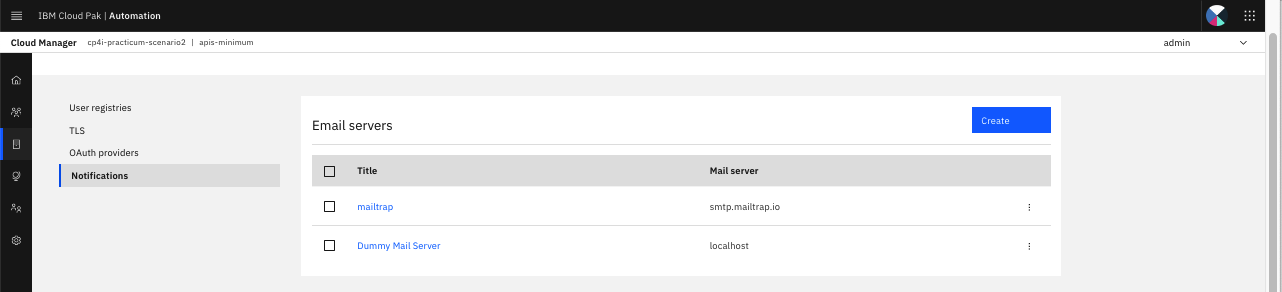 IBM Cloud Pak | Automation
Cloud Manager cp4i-practicum-scenario2 | apis-minimum admin
User registries
TLS
OAuth providers
Notifications
Email servers
Create
Title Mail server
mailtrap smtp.mailtrap.io
Dummy Mail Server localhost